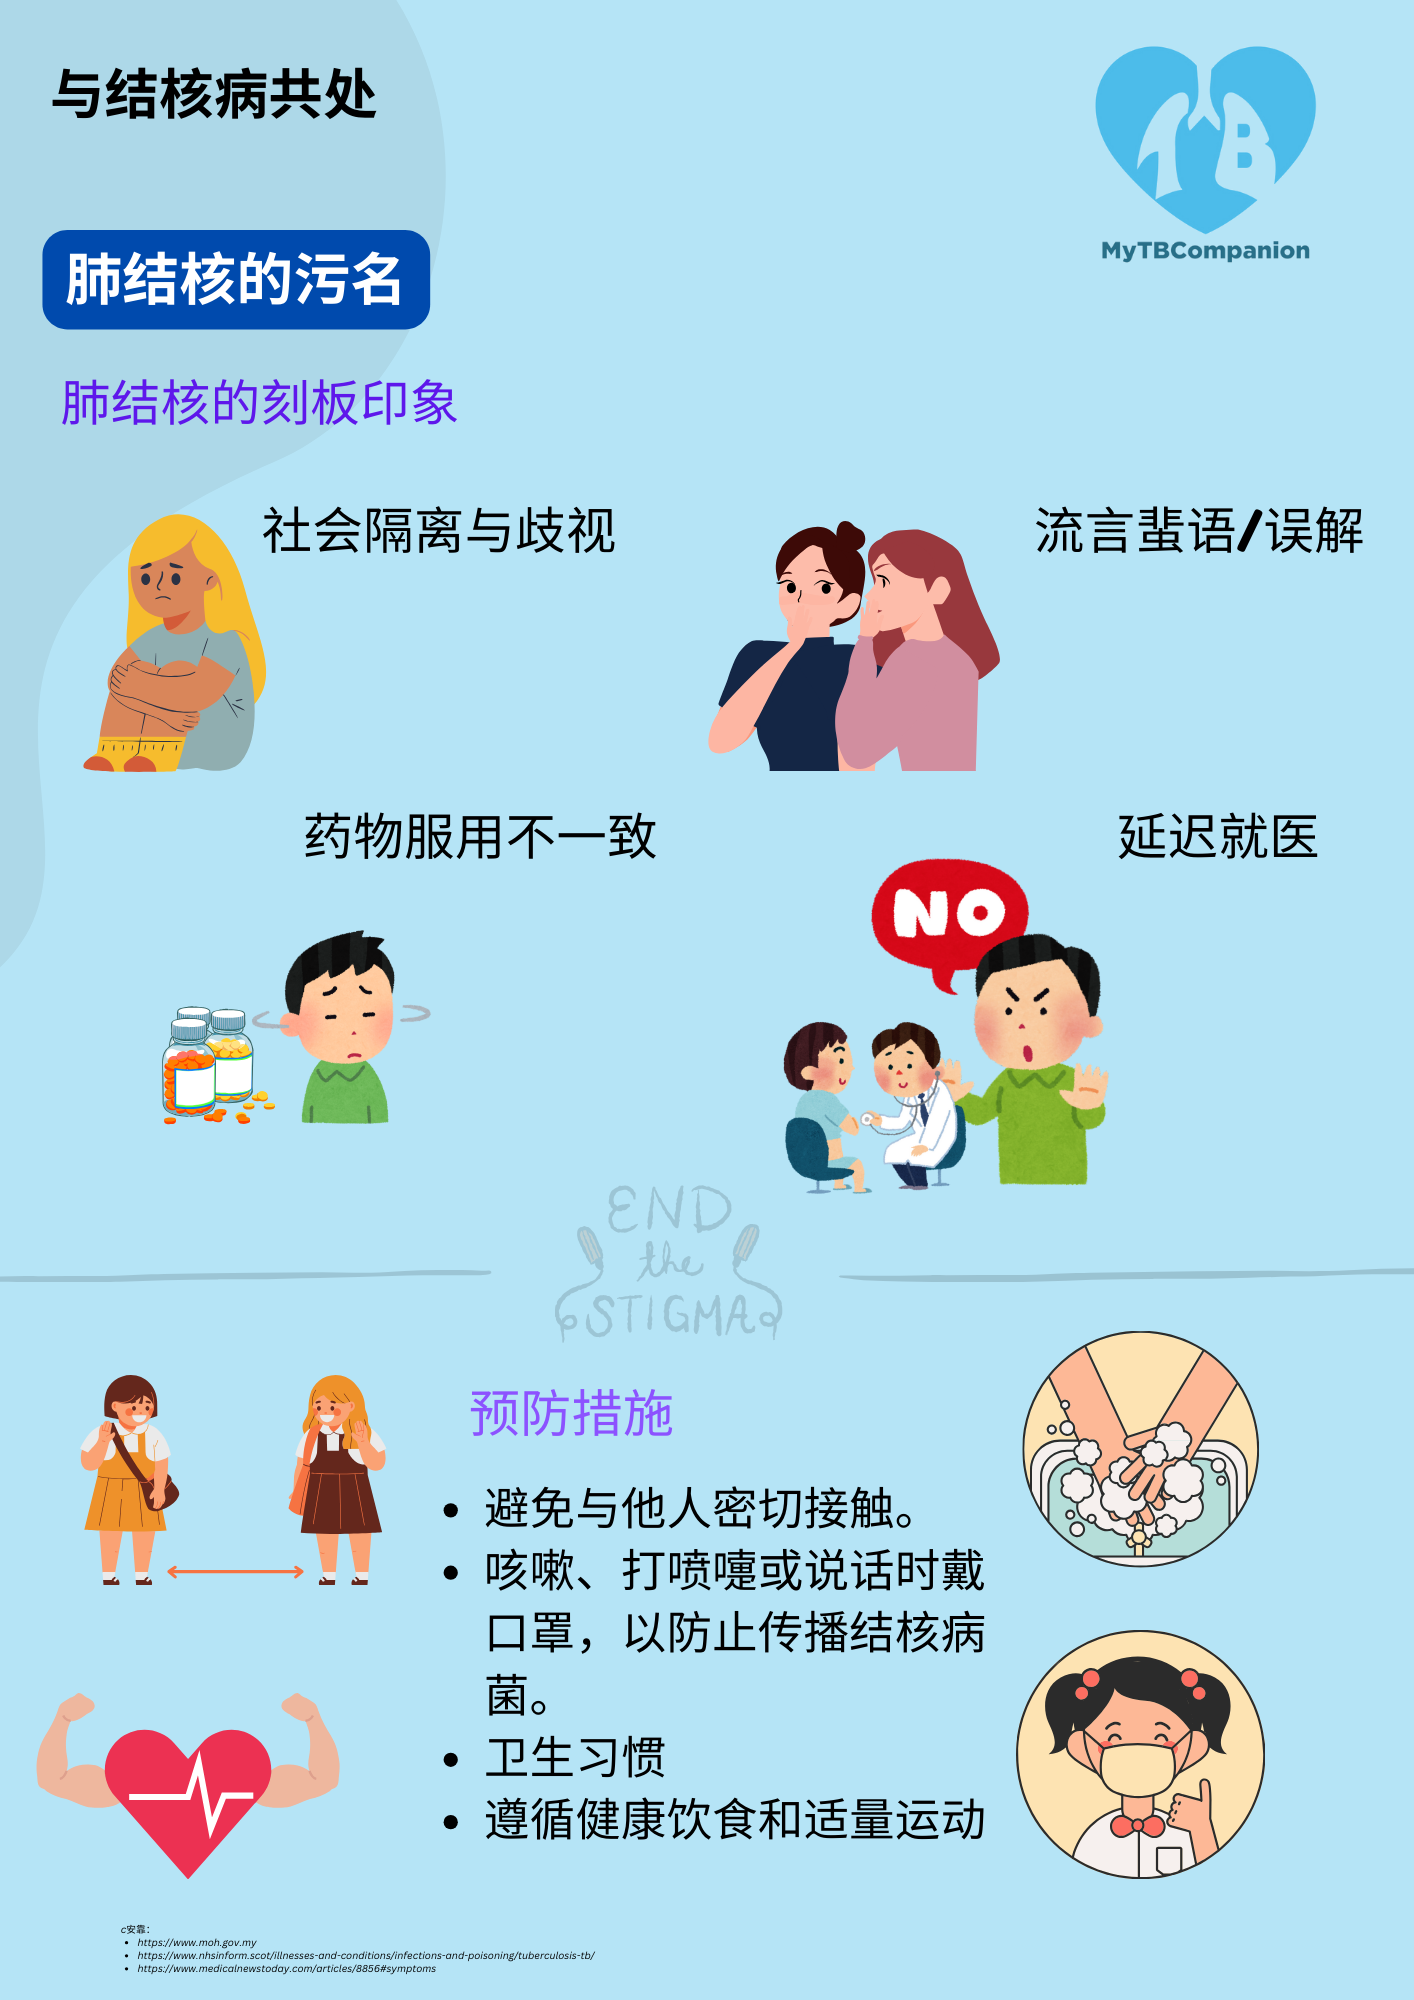 与结核病共处
TB
MyTBCompanion
肺结核的污名
肺结核的刻板印象
社会隔离与歧视
流言蜚语/误解
药物服用不一致
延迟就医
NO
END
the
STIGMA
预防措施
• 避免与他人密切接触。
• 咳嗽、打喷嚏或说话时戴
口罩，以防止传播结核病
菌。
• 卫生习惯
• 遵循健康饮食和适量运动
c安靠：
• https://www.moh.gov.my
• https://www.nhsinform.scot/illnesses-and-conditions/infections-and-poisoning/tuberculosis-tb/
• https://www.medicalnewstoday.com/articles/8856#symptoms